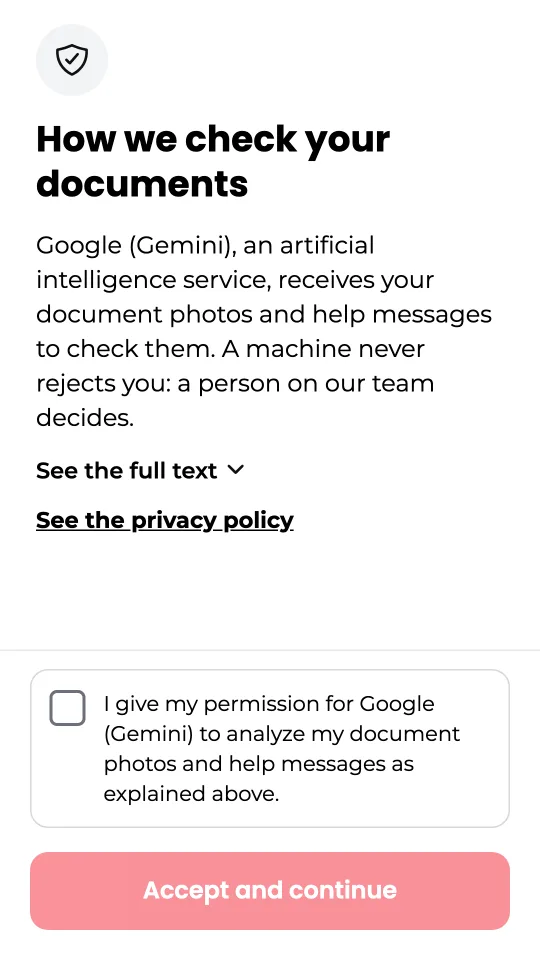 How we check your
documents
Google (Gemini), an artificial
intelligence service, receives your
document photos and help messages
to check them. A machine never
rejects you: a person on our team
decides.
See the full text
See the privacy policy
I give my permission for Google
(Gemini) to analyze my document
photos and help messages as
explained above.
Accept and continue